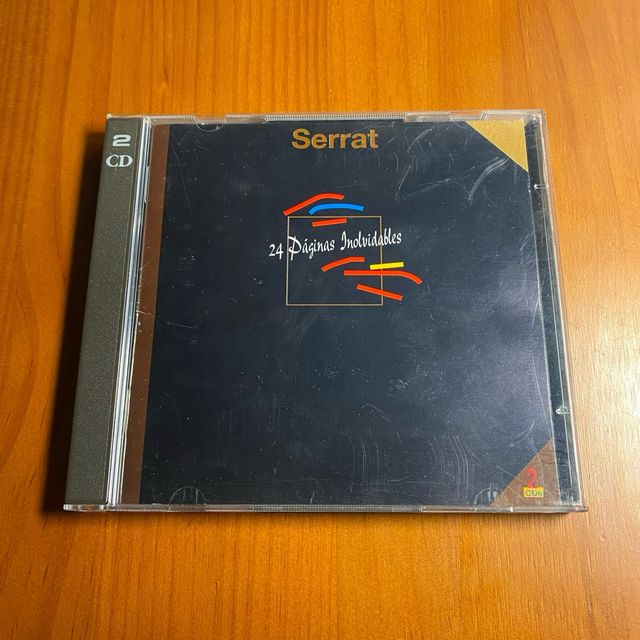 2
CD
Serrat
24 Páginas Inolvidables
2
CDs